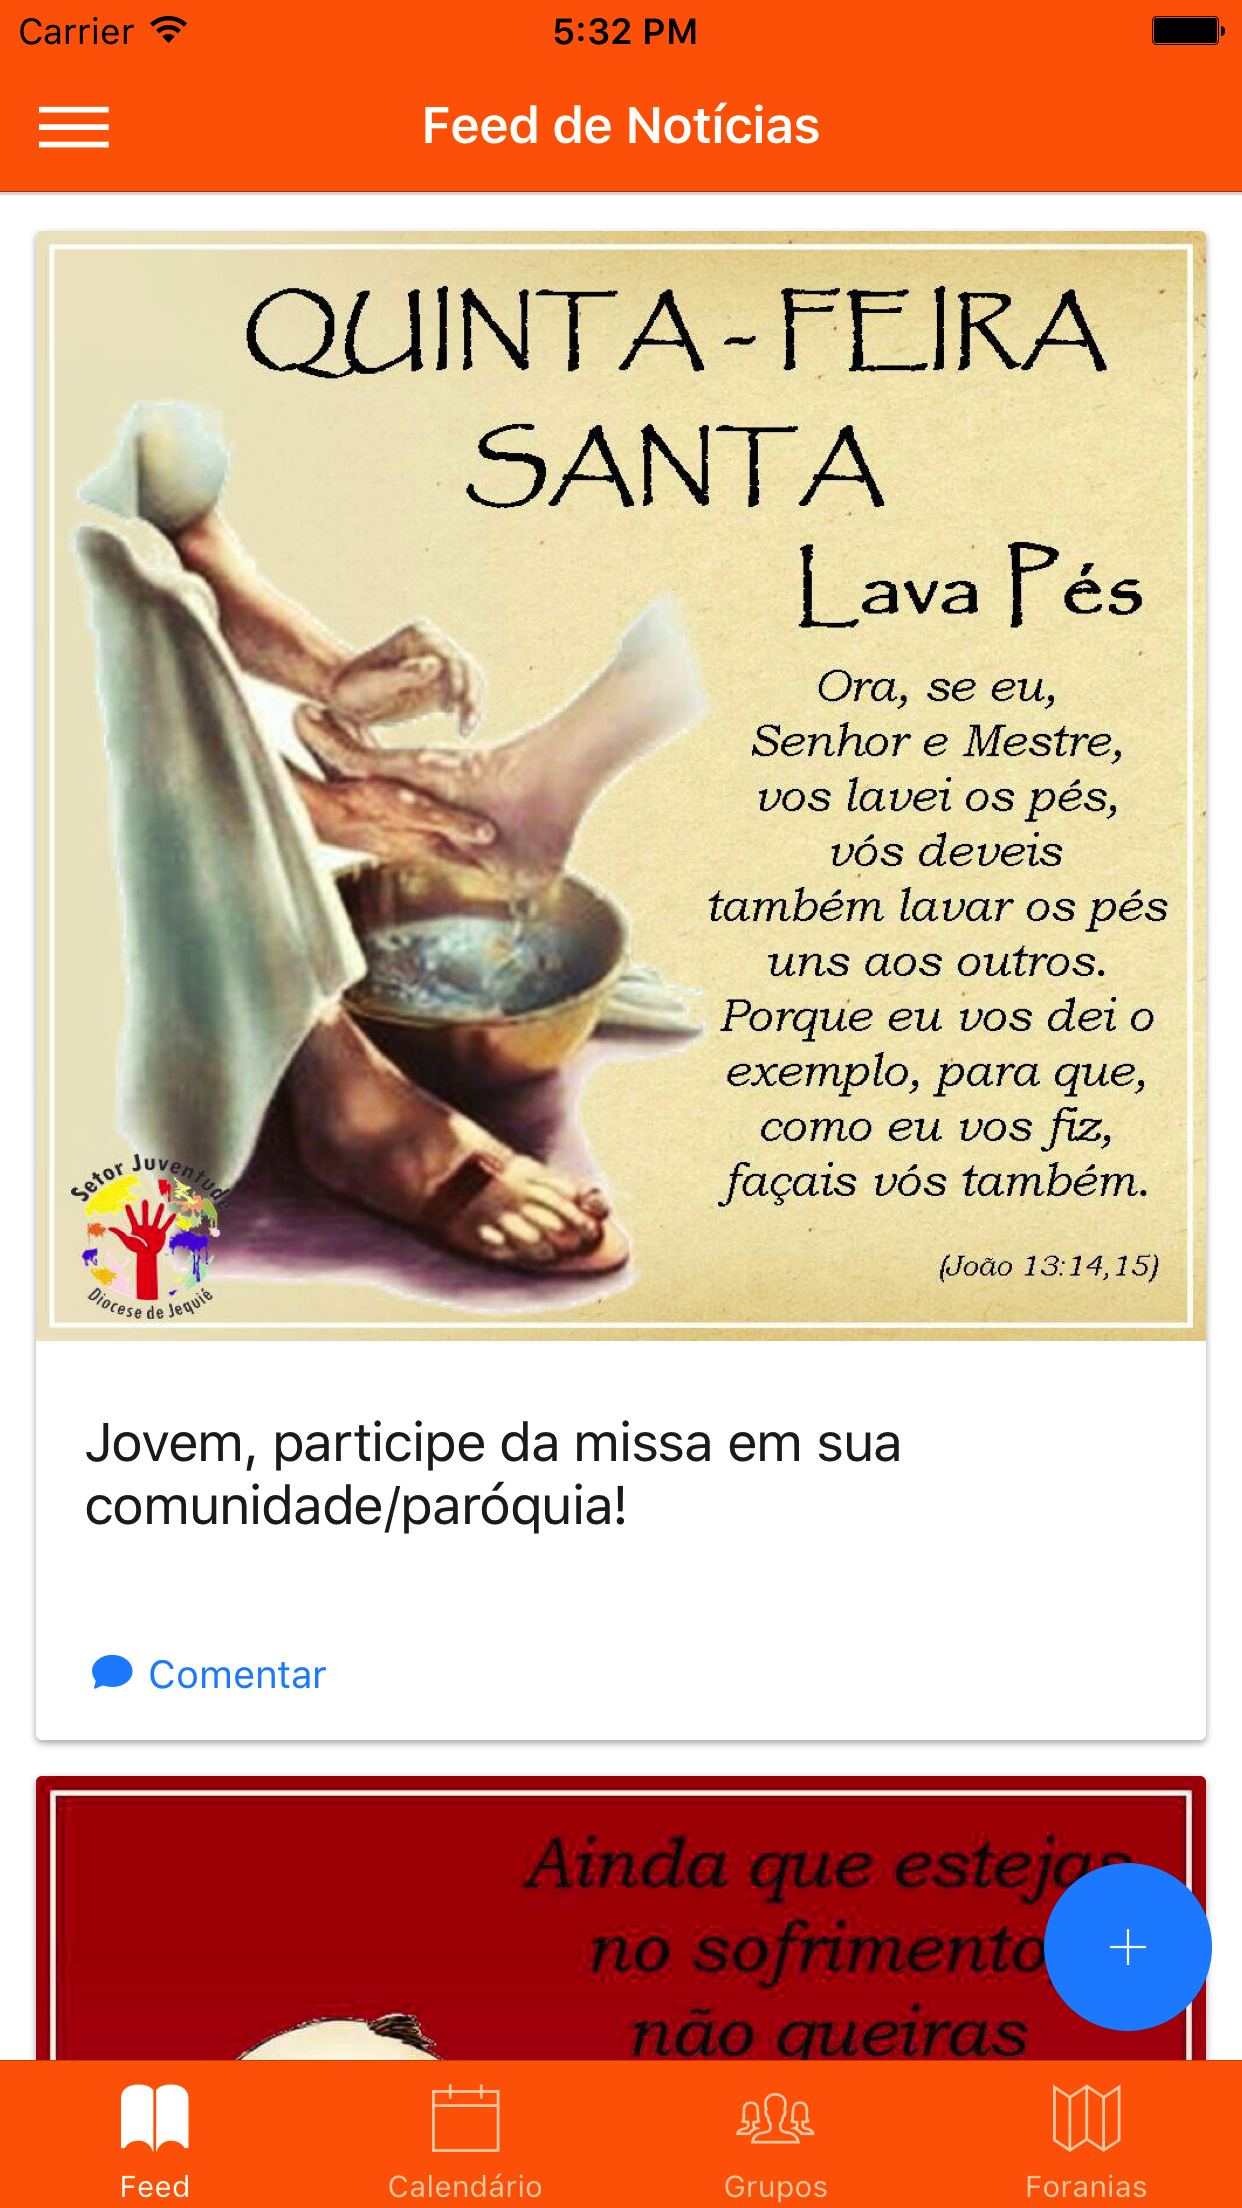 Carrier
5:32 PM
Feed de Notícias
QUINTA-FEIRA
SANTA
Lava Pés
Ora, se eu,
Senhor e Mestre,
vos lavei os pés,
vós deveis
também lavar os pés
uns aos outros.
Porque eu vos dei o
exemplo, para que,
como eu vos fiz,
façais vós também.
(João 13:14,15)
Setor Juventude
Diocese de Jequié
Jovem, participe da missa em sua
comunidade/paróquia!
Comentar
Ainda que estejas
no sofrimento
não queiras
Feed
Calendário
Grupos
Foranias